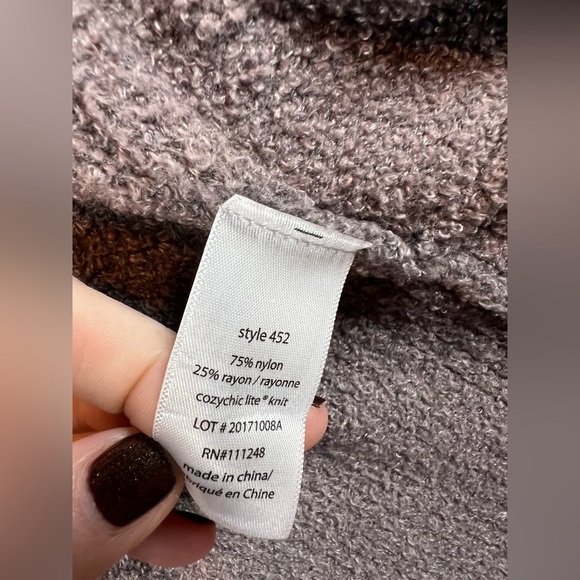 style 452
75% nylon
25% rayon / rayonne
cozychic lite® knit
LOT # 20171008A
RN#111248
made in china/
briqué en Chine